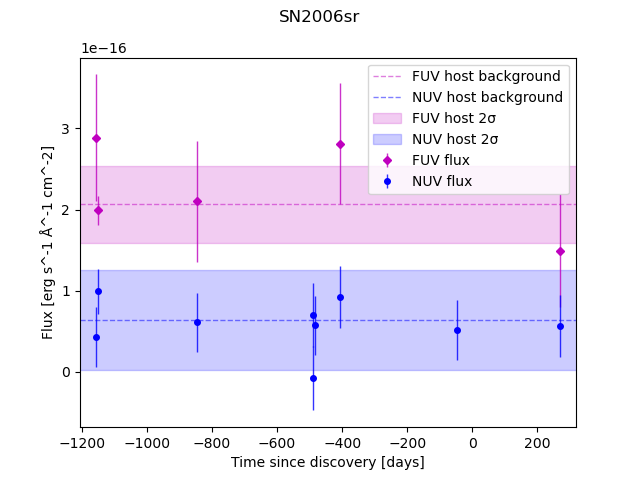 SN2006sr
1e−16
FUV host background
NUV host background
FUV host 2σ
NUV host 2σ
FUV flux
NUV flux
3
2
1
0
Flux [erg s^-1 Å^-1 cm^-2]
−1200 −1000 −800 −600 −400 −200 0 200
Time since discovery [days]